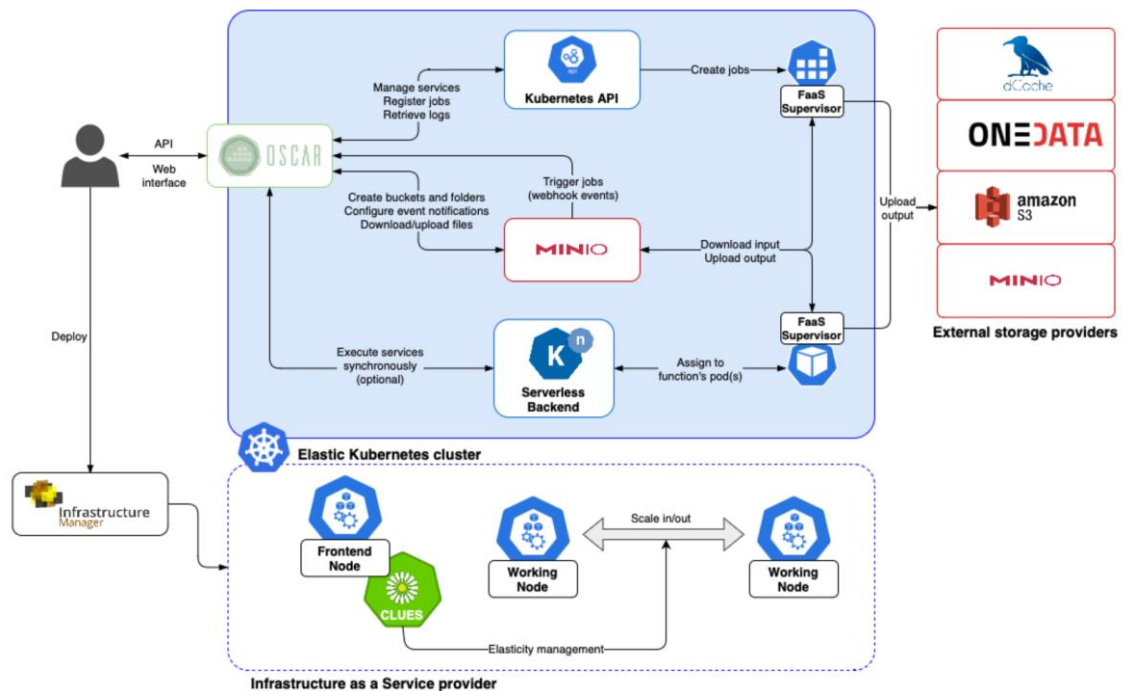 Manage services
Register jobs
Retrieve logs
API
Kubernetes API
Create jobs
FaaS
Supervisor
dCache
ONEDATA
API
Web
interface
OSCAR
Trigger jobs
(webhook events)
Create buckets and folders
Configure event notifications
Download/upload files
MINIO
Download input
Upload output
Upload
output
amazon
S3
MINIO
External storage providers
FaaS
Supervisor
Deploy
Execute services
synchronously
(optional)
K
n
Serverless
Backend
Assign to
function's pod(s)
Elastic Kubernetes cluster
Infrastructure
Manager
Frontend
Node
CLUES
Working
Node
Scale in/out
Working
Node
Elasticity management
Infrastructure as a Service provider